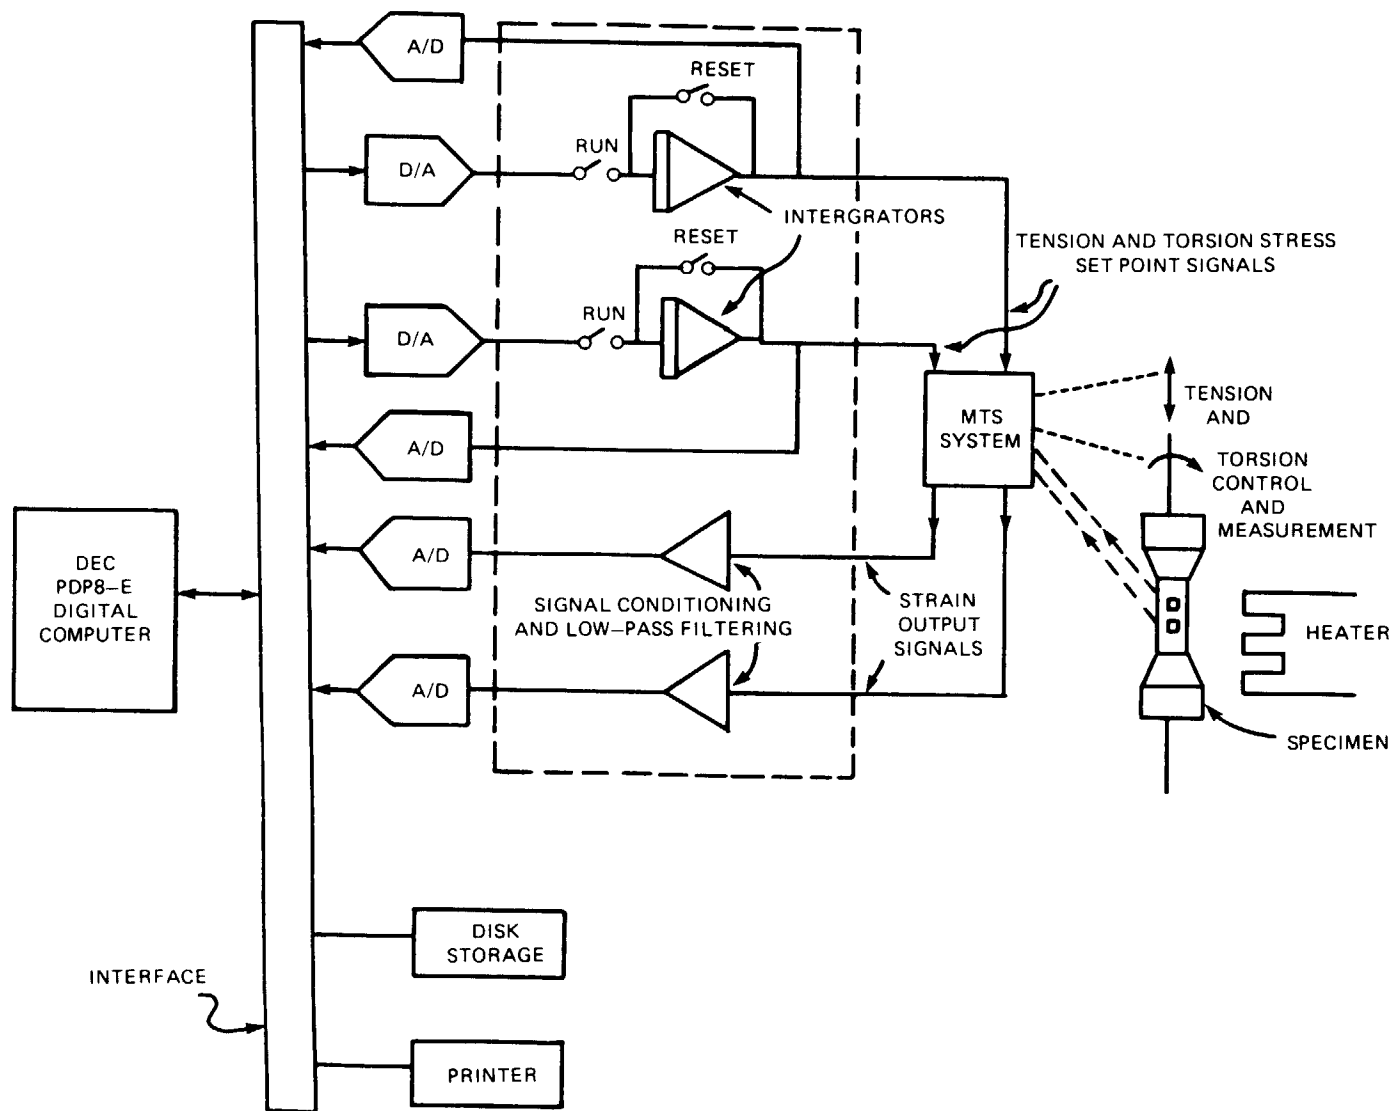 A/D
RESET
RUN
D/A
INTERGRATORS
RESET
TENSION AND TORSION STRESS
SET POINT SIGNALS
RUN
D/A
MTS
SYSTEM
TENSION
AND
TORSION
CONTROL
AND
MEASUREMENT
A/D
DEC
PDP8-E
DIGITAL
COMPUTER
A/D
SIGNAL CONDITIONING
AND LOW-PASS FILTERING
STRAIN
OUTPUT
SIGNALS
HEATER
A/D
SPECIMEN
DISK
STORAGE
INTERFACE
PRINTER